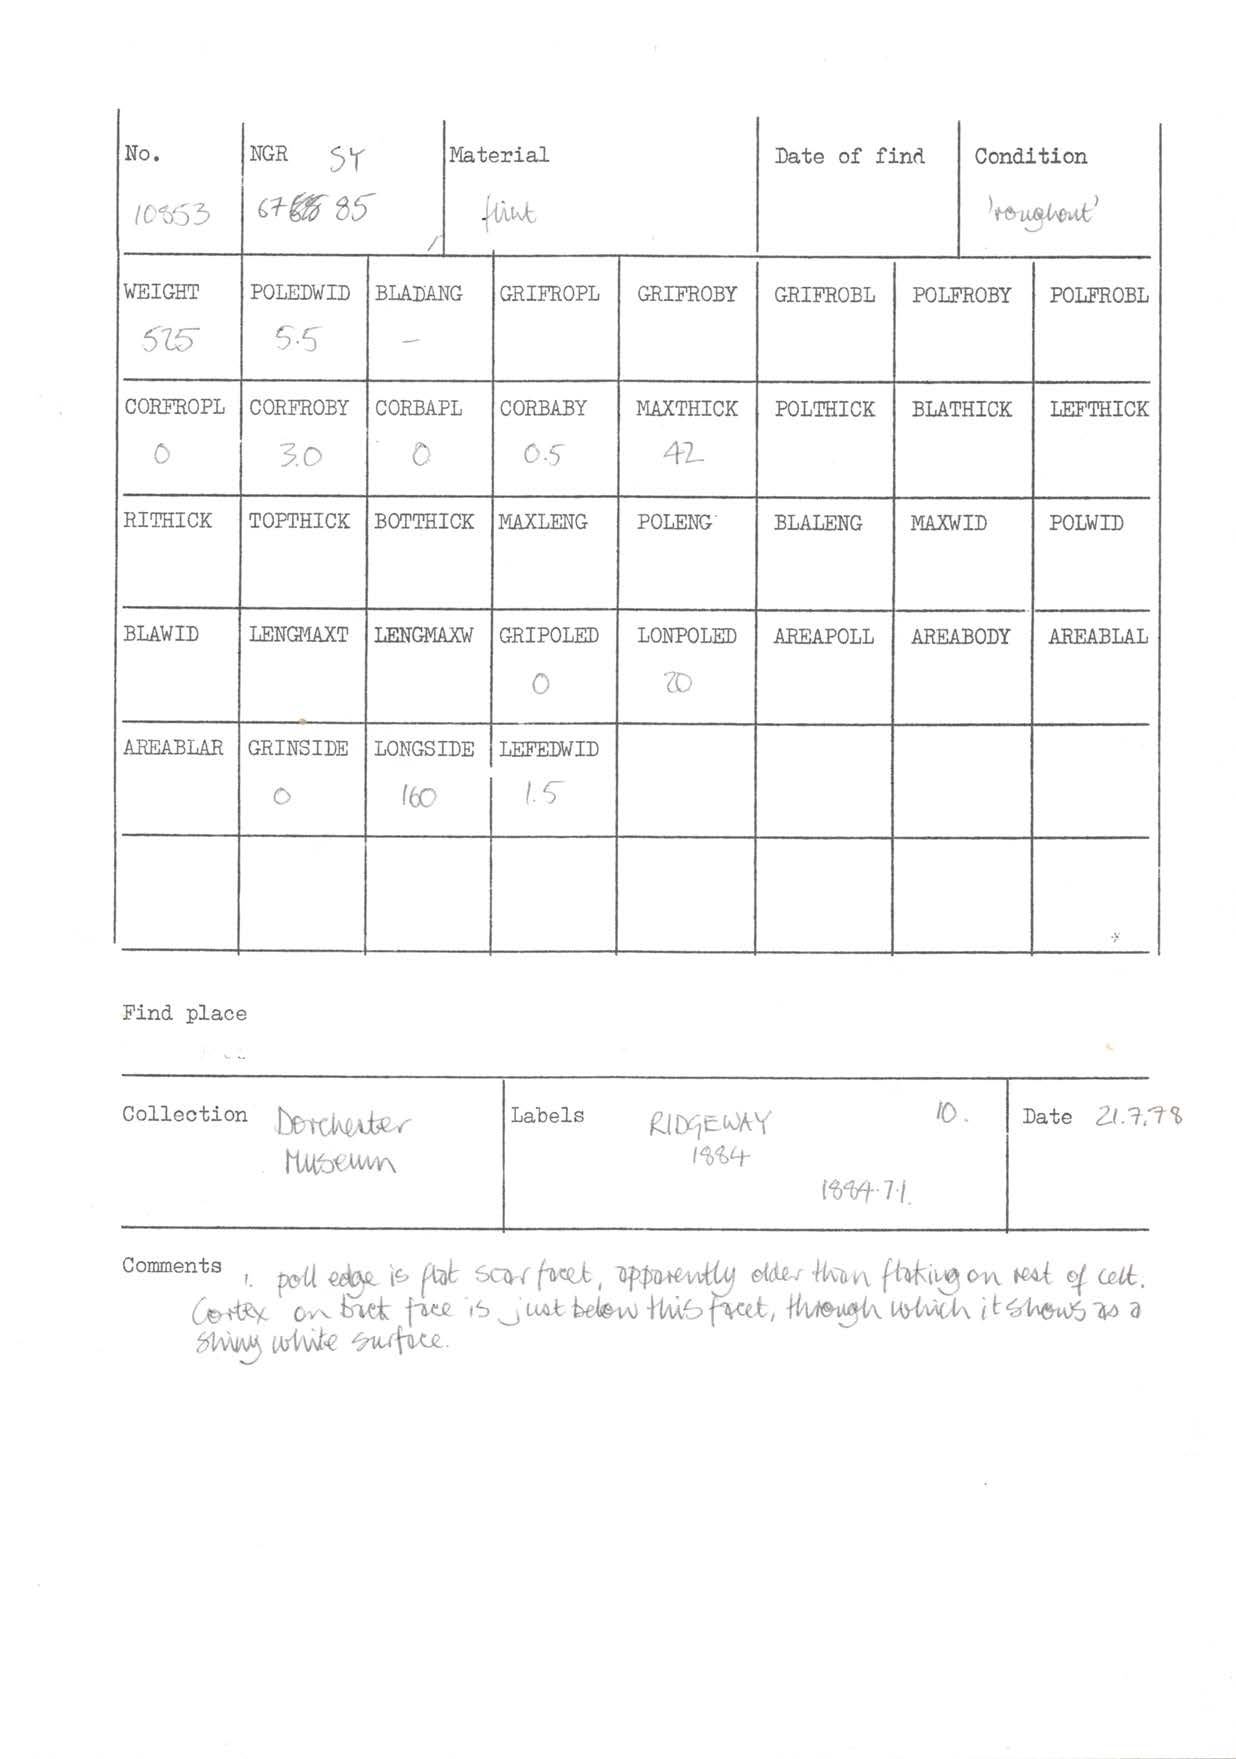 No. NGR SY Material Date of find Condition
10853 67 85 flint 'roughout'
WEIGHT POLEDWID BLADANG GRIFROPL GRIFROBY GRIFROBL POLFROBY POLFROBL
525 5.5 –
CORFROPL CORFROBY CORBAPL CORBABY MAXTHICK POLTHICK BLATHICK LEFTHICK
0 3.0 0 0.5 42
RITHICK TOPTHICK BOTTHICK MAXLENG POLENG BLALENG MAXWID POLWID
BLAWID LENGMAXT LENGMAXW GRIPOLED LONPOLED AREAPOLL AREABODY AREABLAL
0 20
AREABLAR GRINSIDE LONGSIDE LEFEDWID
0 160 1.5
Find place
Collection Dorchester Labels RIDGEWAY 10. Date 21.7.78
Museum 1884
1884.7.1.
Comments 1. poll edge is flat scar facet, apparently older than flaking on rest of celt.
Cortex on back face is just below this facet, through which it shows as a
shiny white surface.